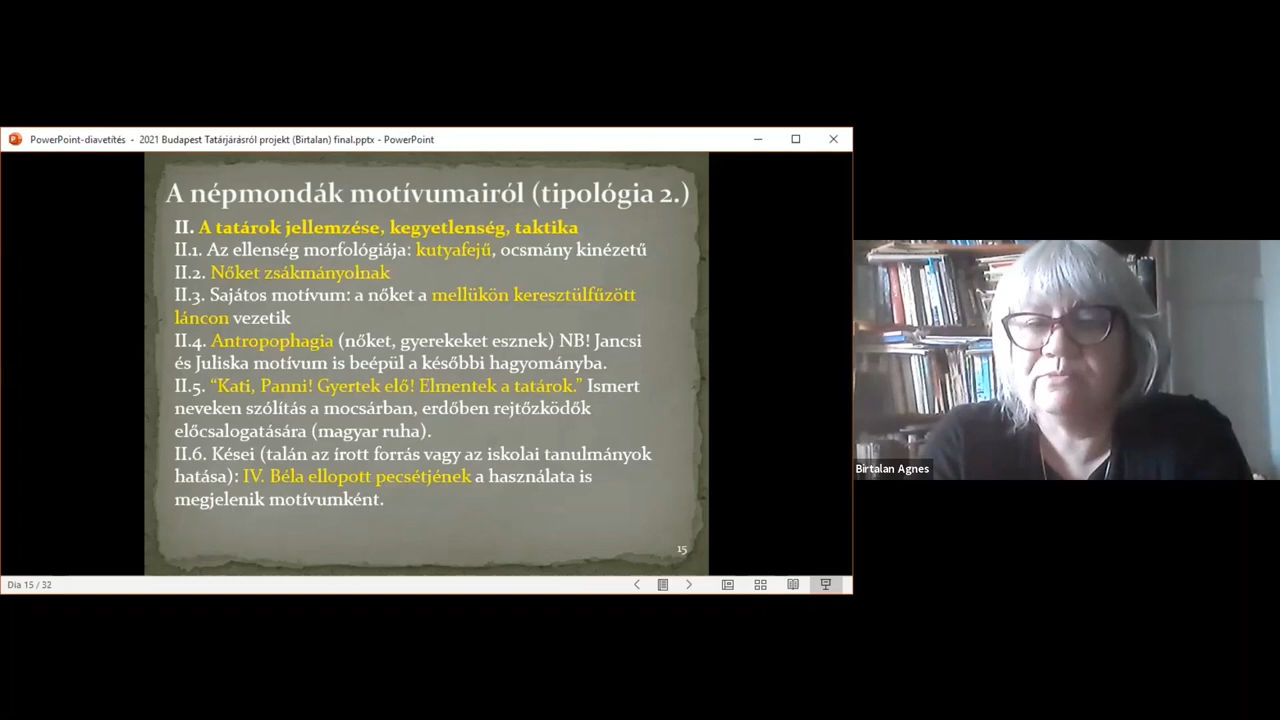 PowerPoint-diavetítés - 2021 Budapest Tatárjárásról projekt (Birtalan) final.pptx - PowerPoint
A népmondák motívumairól (tipológia 2.)
II. A tatárok jellemzése, kegyetlenség, taktika
II.1. Az ellenség morfológiája: kutyafejű, ocsmány kinézetű
II.2. Nőket zsákmányolnak
II.3. Sajátos motívum: a nőket a mellükön keresztülfűzött
láncon vezetik
II.4. Antropophagia (nőket, gyerekeket esznek) NB! Jancsi
és Juliska motívum is beépül a későbbi hagyományba.
II.5. “Kati, Panni! Gyertek elő! Elmentek a tatárok.” Ismert
neveken szólítás a mocsárban, erdőben rejtőzködők
előcsalogatására (magyar ruha).
II.6. Kései (talán az írott forrás vagy az iskolai tanulmányok
hatása): IV. Béla ellopott pecsétjének a használata is
megjelenik motívumként.
15
Dia 15 / 32
Birtalan Agnes